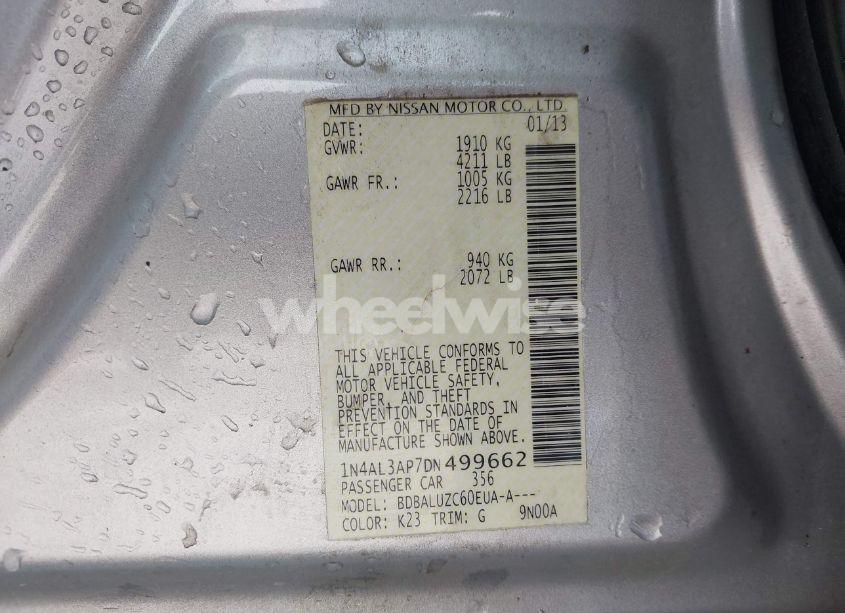 MFD BY NISSAN MOTOR CO., LTD.
DATE: 01/13
GVWR: 1910 KG
4211 LB
GAWR FR.: 1005 KG
2216 LB
GAWR RR.: 940 KG
2072 LB
wheelwise
THIS VEHICLE CONFORMS TO
ALL APPLICABLE FEDERAL
MOTOR VEHICLE SAFETY,
BUMPER, AND THEFT
PREVENTION STANDARDS IN
EFFECT ON THE DATE OF
MANUFACTURE SHOWN ABOVE.
1N4AL3AP7DN499662
PASSENGER CAR 356
MODEL: BDBALUZC60EUA-A---
COLOR: K23 TRIM: G 9N00A